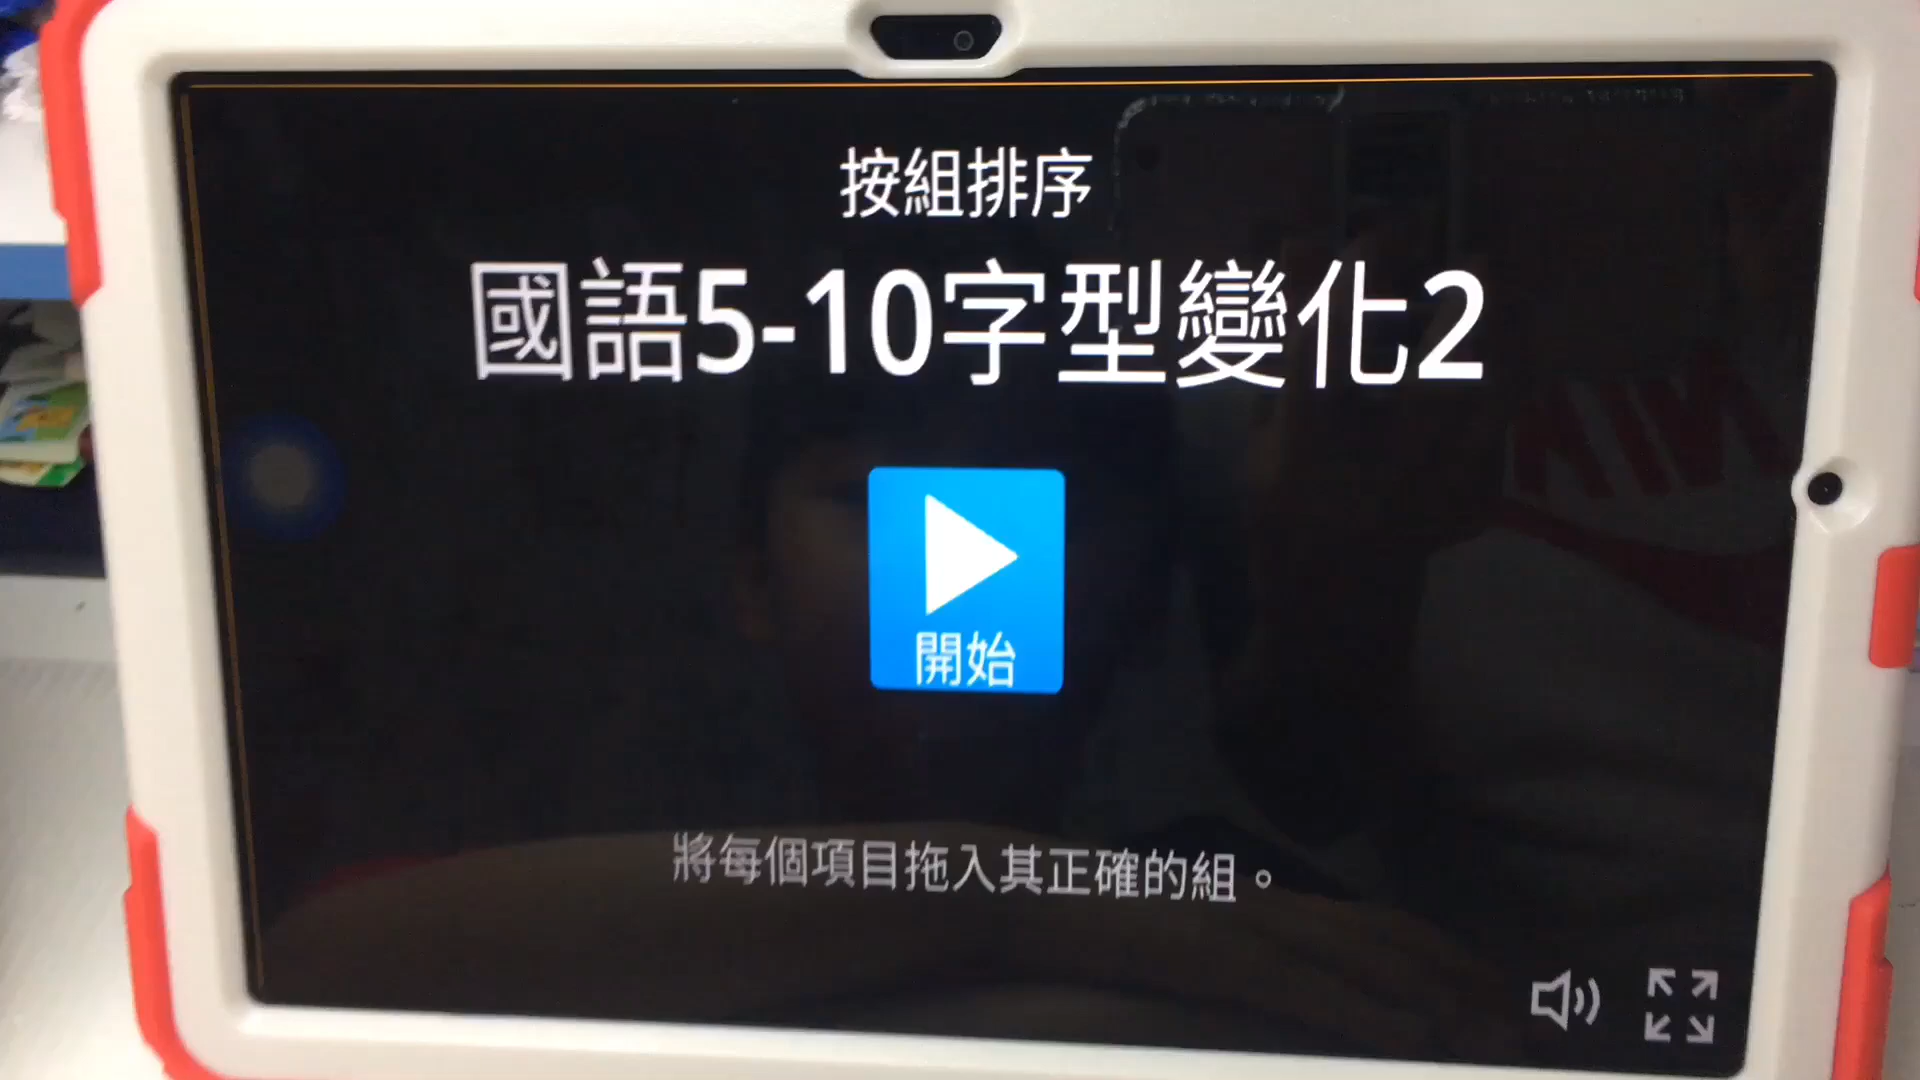 按組排序
國語5-10字型變化2
開始
將每個項目拖入其正確的組。